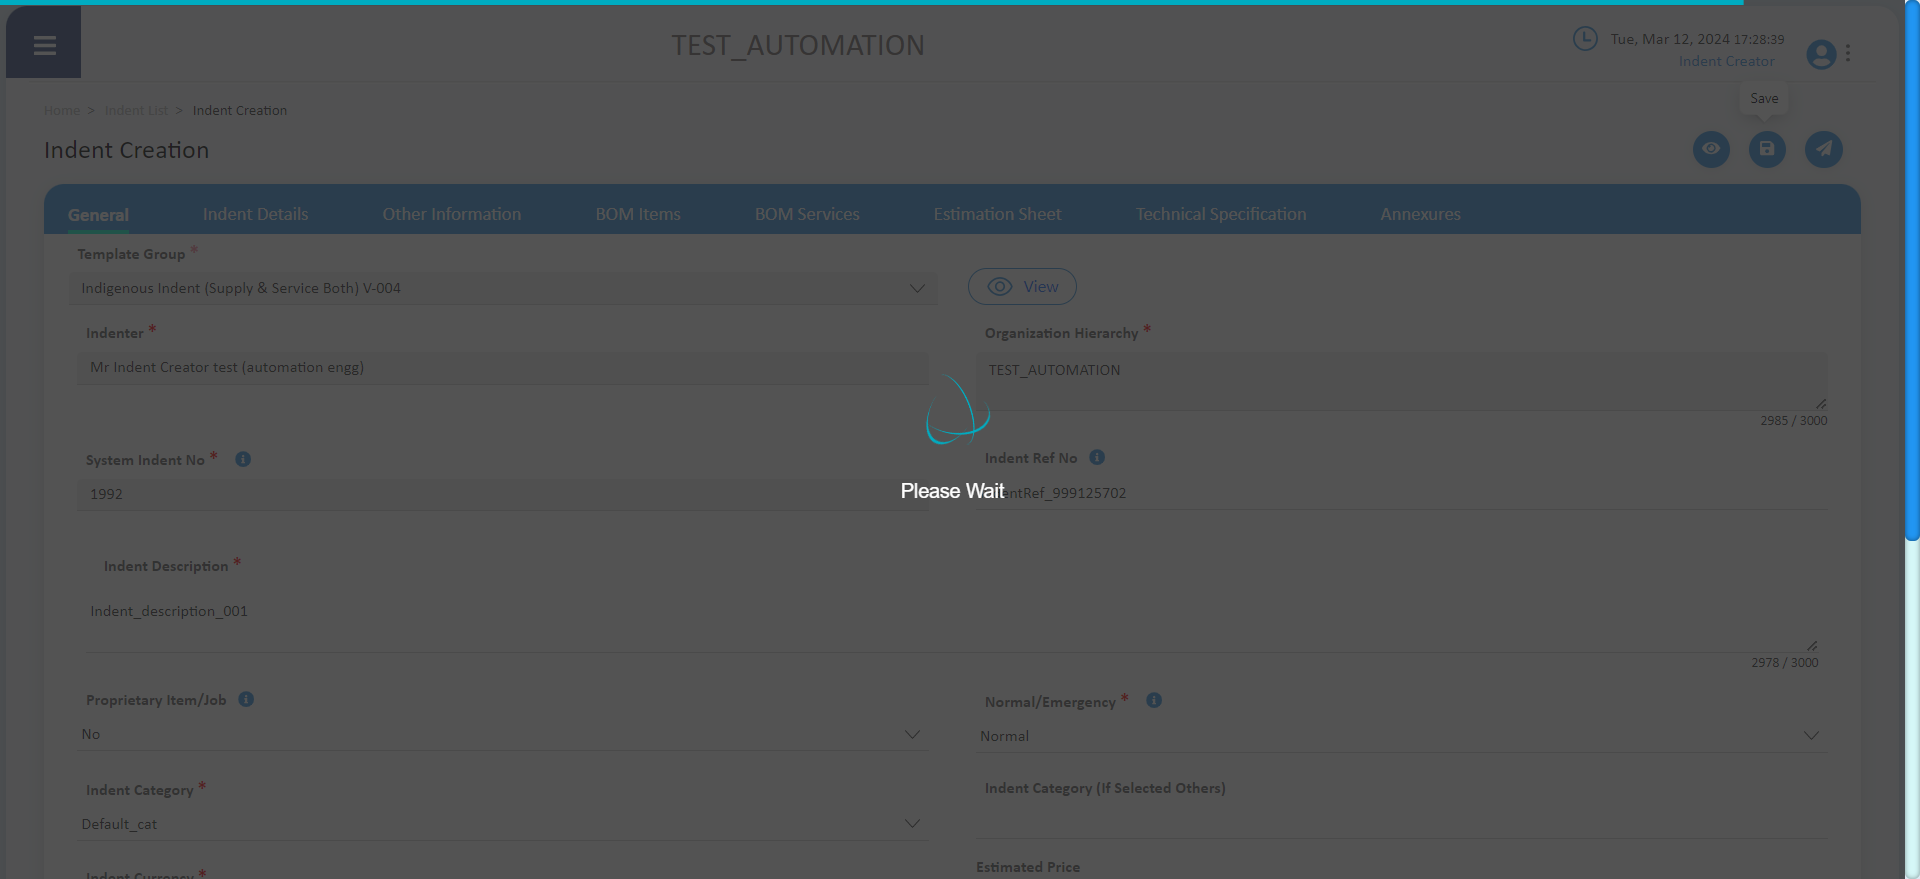 TEST_AUTOMATION
Tue, Mar 12, 2024 17:28:39
Indent Creator
Home > Indent List > Indent Creation
Save
Indent Creation
General Indent Details Other Information BOM Items BOM Services Estimation Sheet Technical Specification Annexures
Template Group *
Indigenous Indent (Supply & Service Both) V-004
View
Indenter *
Mr Indent Creator test (automation engg)
Organization Hierarchy *
TEST_AUTOMATION
2985 / 3000
System Indent No *
1992
Indent Ref No
entRef_999125702
Please Wait
Indent Description *
Indent_description_001
2978 / 3000
Proprietary Item/Job
No
Normal/Emergency *
Normal
Indent Category *
Default_cat
Indent Category (If Selected Others)
Indent Currency *
Estimated Price